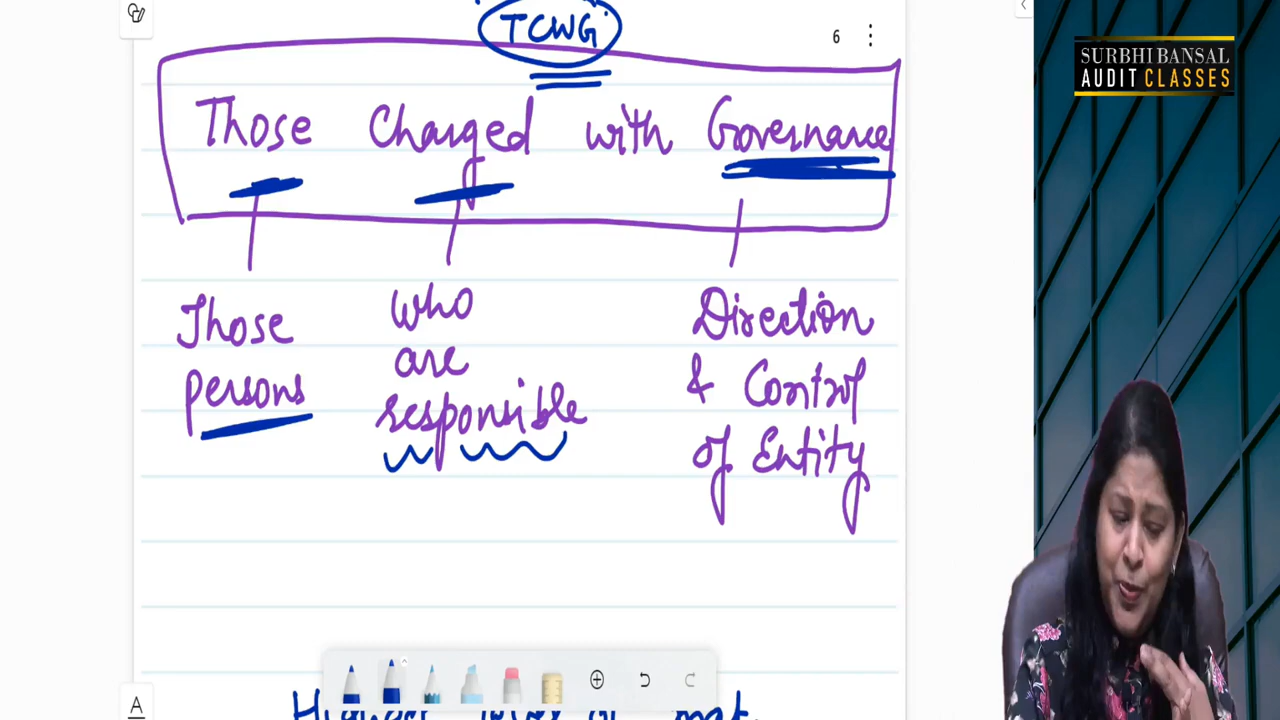 TCWG
6
SURBHI BANSAL
AUDIT CLASSES
Those Charged with Governance
Those
persons
who
are
responsible
Direction
& Control
of Entity
A